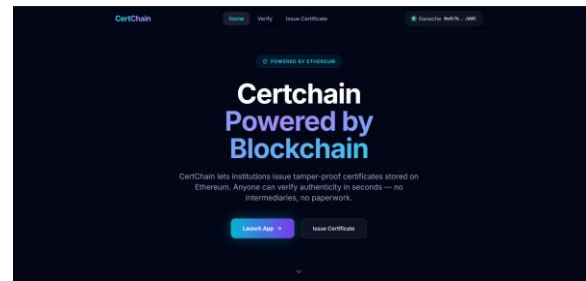 CertChain
Home Verify Issue Certificate
Ganache
POWERED BY ETHEREUM
Certchain
Powered by
Blockchain
CertChain lets institutions issue tamper-proof certificates stored on
Ethereum. Anyone can verify authenticity in seconds — no
intermediaries, no paperwork.
Launch App →
Issue Certificate